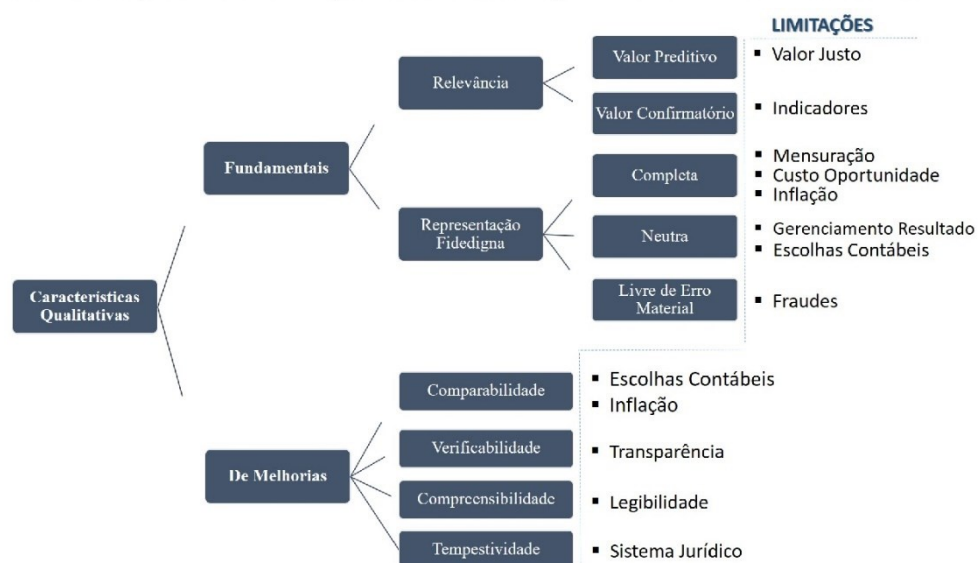 LIMITAÇÕES
Valor Preditivo
▪ Valor Justo
Relevância
Valor Confirmatório
▪ Indicadores
Fundamentais
Completa
▪ Mensuração
▪ Custo Oportunidade
▪ Inflação
Representação
Fidedigna
Neutra
▪ Gerenciamento Resultado
▪ Escolhas Contábeis
Características
Qualitativas
Livre de Erro
Material
▪ Fraudes
Comparabilidade
▪ Escolhas Contábeis
▪ Inflação
Verificabilidade
▪ Transparência
De Melhorias
Compreensibilidade
▪ Legibilidade
Tempestividade
▪ Sistema Jurídico